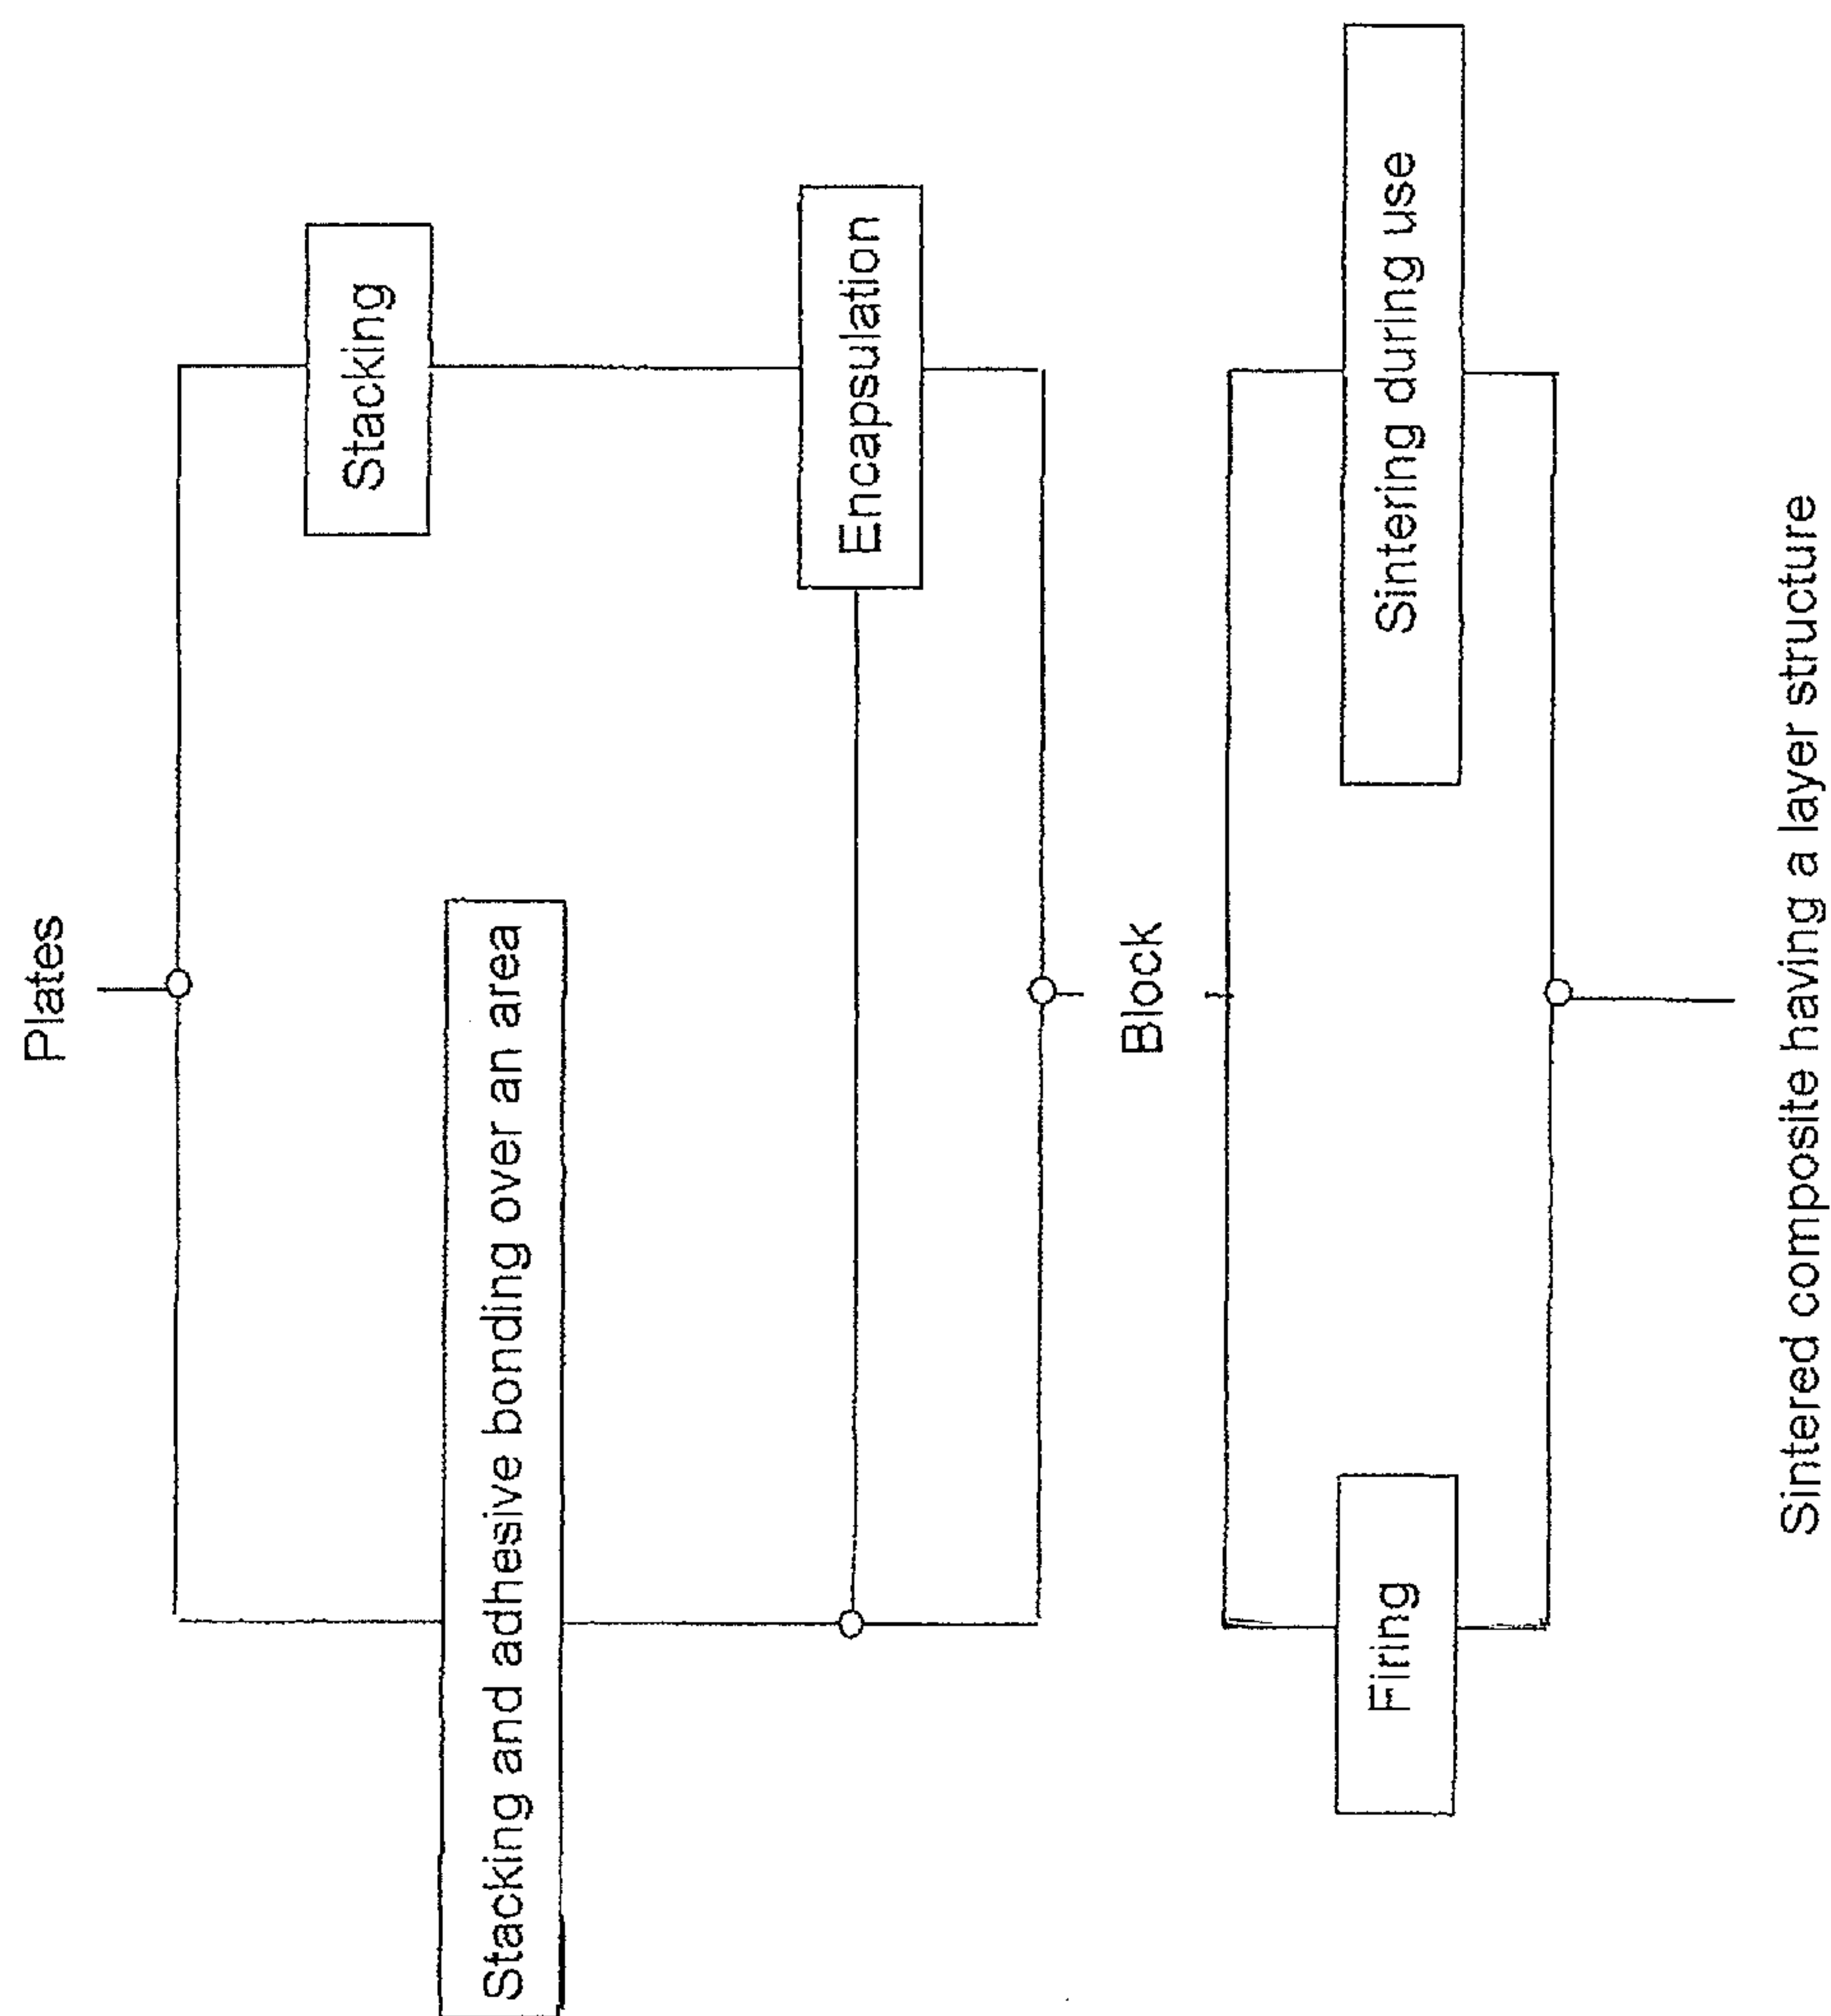 Plates
Stacking
Stacking and adhesive bonding over an area
Encapsulation
Block
Firing
Sintering during use
Sintered composite having a layer structure